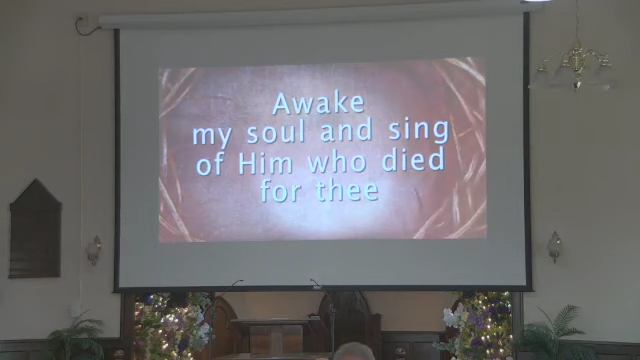 Awake
my soul and sing
of Him who died
for thee